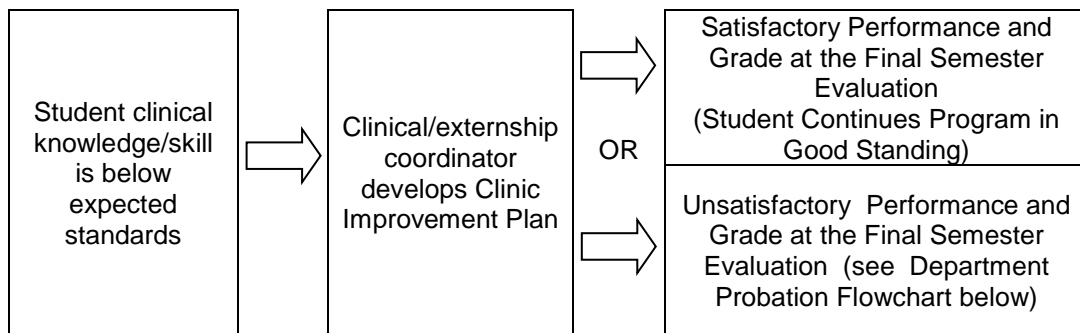 Student clinical
knowledge/skill
is below
expected
standards
Clinical/externship
coordinator
develops Clinic
Improvement Plan
OR
Satisfactory Performance and
Grade at the Final Semester
Evaluation
(Student Continues Program in
Good Standing)
Unsatisfactory Performance and
Grade at the Final Semester
Evaluation (see Department
Probation Flowchart below)